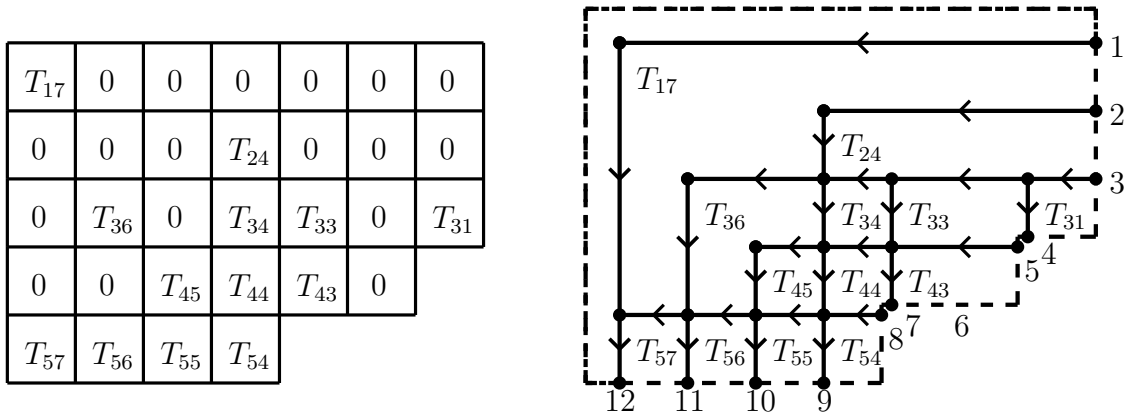 T₁₇ 0 0 0 0 0 0
0 0 0 T₂₄ 0 0 0
0 T₃₆ 0 T₃₄ T₃₃ 0 T₃₁
0 0 T₄₅ T₄₄ T₄₃ 0
T₅₇ T₅₆ T₅₅ T₅₄
1
T₁₇
2
T₂₄
3
T₃₆ T₃₄ T₃₃ T₃₁
4
5
T₄₅ T₄₄ T₄₃
6
7
8
T₅₇ T₅₆ T₅₅ T₅₄
12 11 10 9